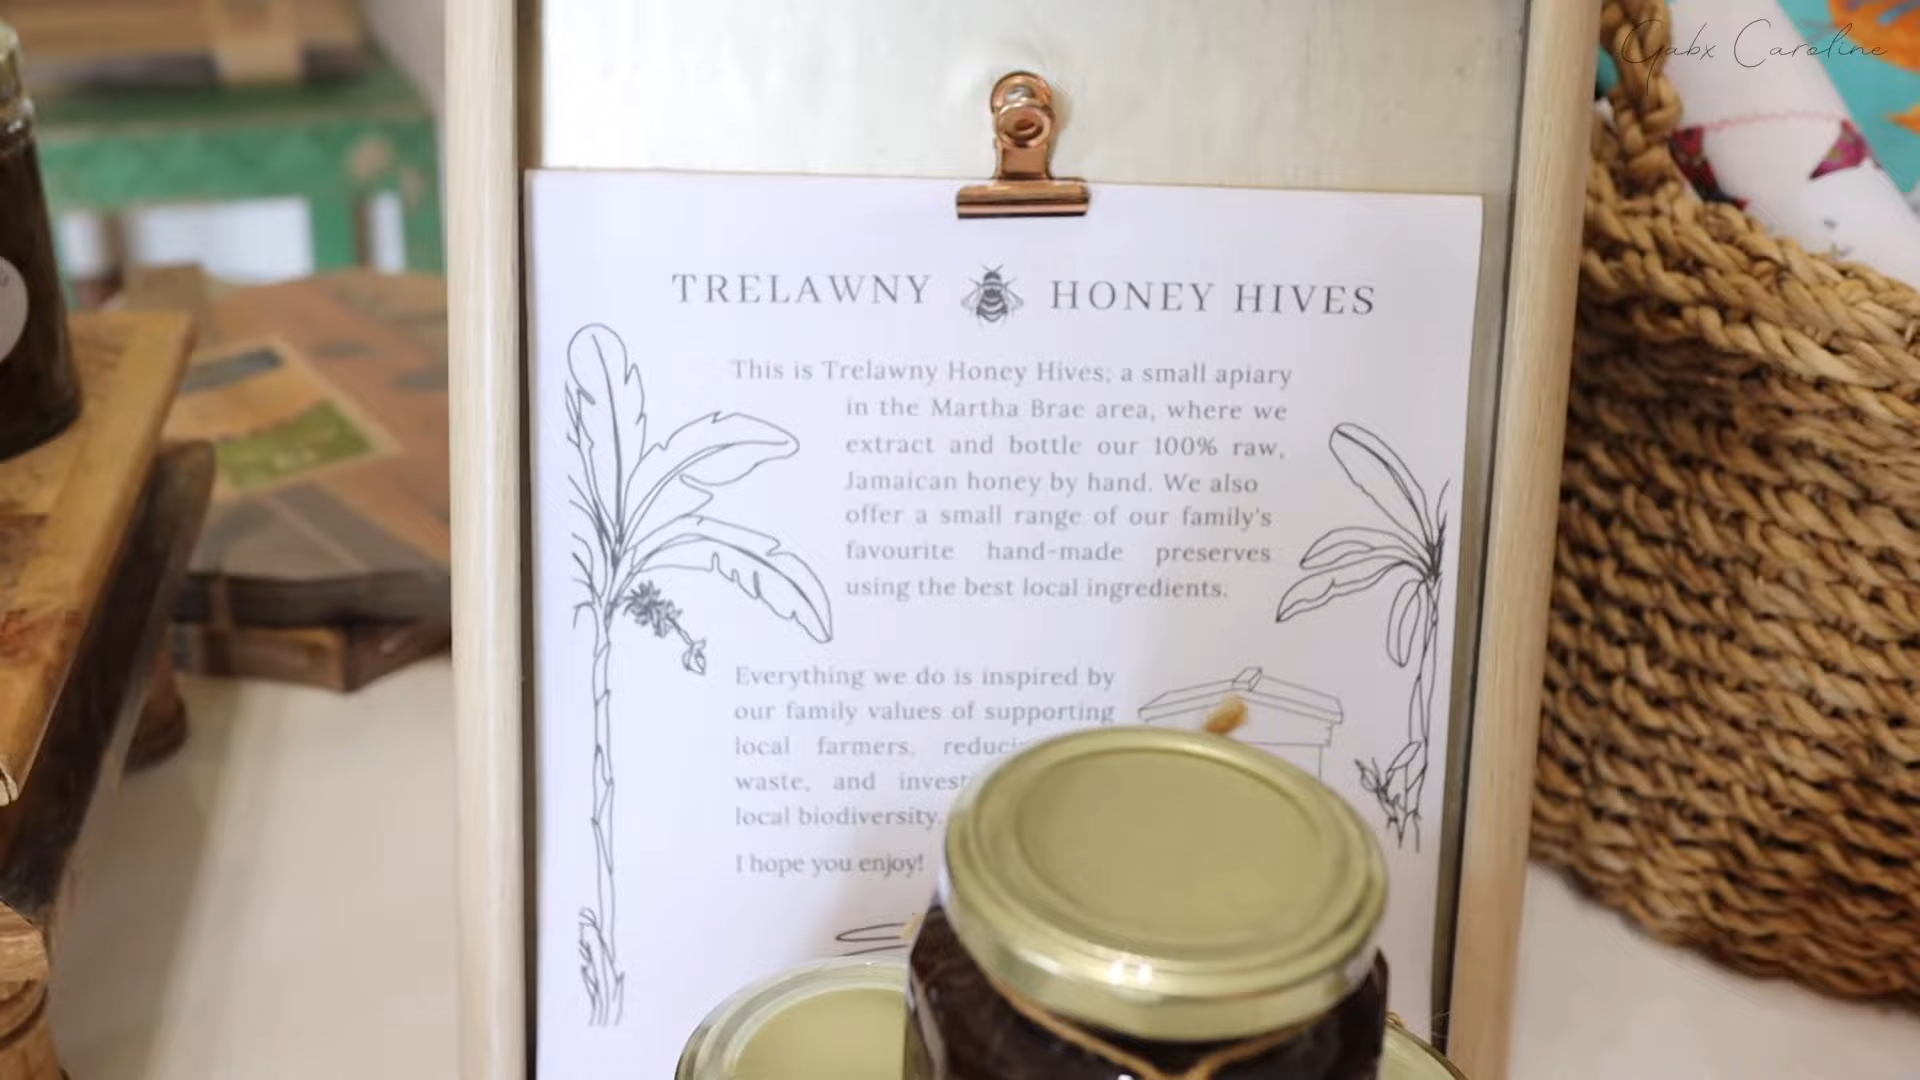 Gabx Caroline
TRELAWNY HONEY HIVES
This is Trelawny Honey Hives; a small apiary
in the Martha Brae area, where we
extract and bottle our 100% raw,
Jamaican honey by hand. We also
offer a small range of our family's
favourite hand-made preserves
using the best local ingredients.
Everything we do is inspired by
our family values of supporting
local farmers,
waste, and
local biodiversity.
I hope you enjoy!